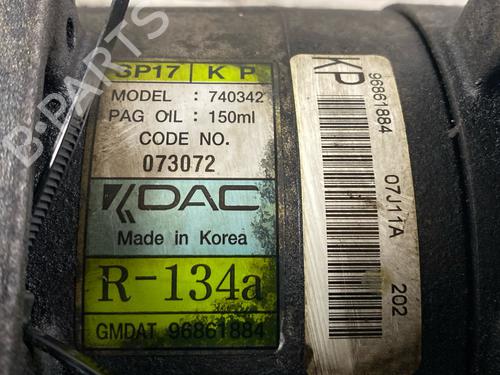 SP17 K P
MODEL : 740342
PAG OIL : 150ml
CODE NO.
073072
DAC
Made in Korea
R-134a
GMDAT 96861884
KP
96861884
07J11A
202
B-PARTS